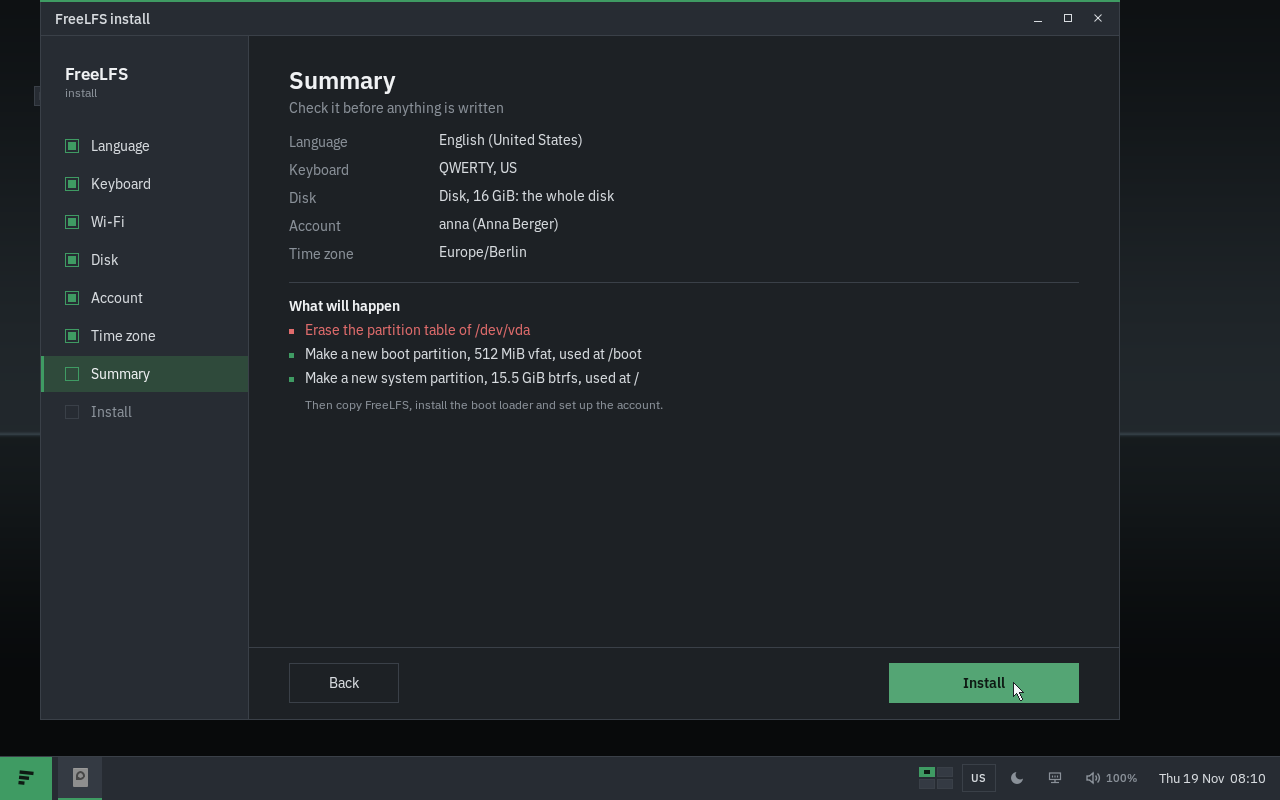 FreeLFS install
FreeLFS
install
Language
Keyboard
Wi-Fi
Disk
Account
Time zone
Summary
Install
Summary
Check it before anything is written
Language English (United States)
Keyboard QWERTY, US
Disk Disk, 16 GiB: the whole disk
Account anna (Anna Berger)
Time zone Europe/Berlin
What will happen
Erase the partition table of /dev/vda
Make a new boot partition, 512 MiB vfat, used at /boot
Make a new system partition, 15.5 GiB btrfs, used at /
Then copy FreeLFS, install the boot loader and set up the account.
Back
Install
US
100%
Thu 19 Nov 08:10